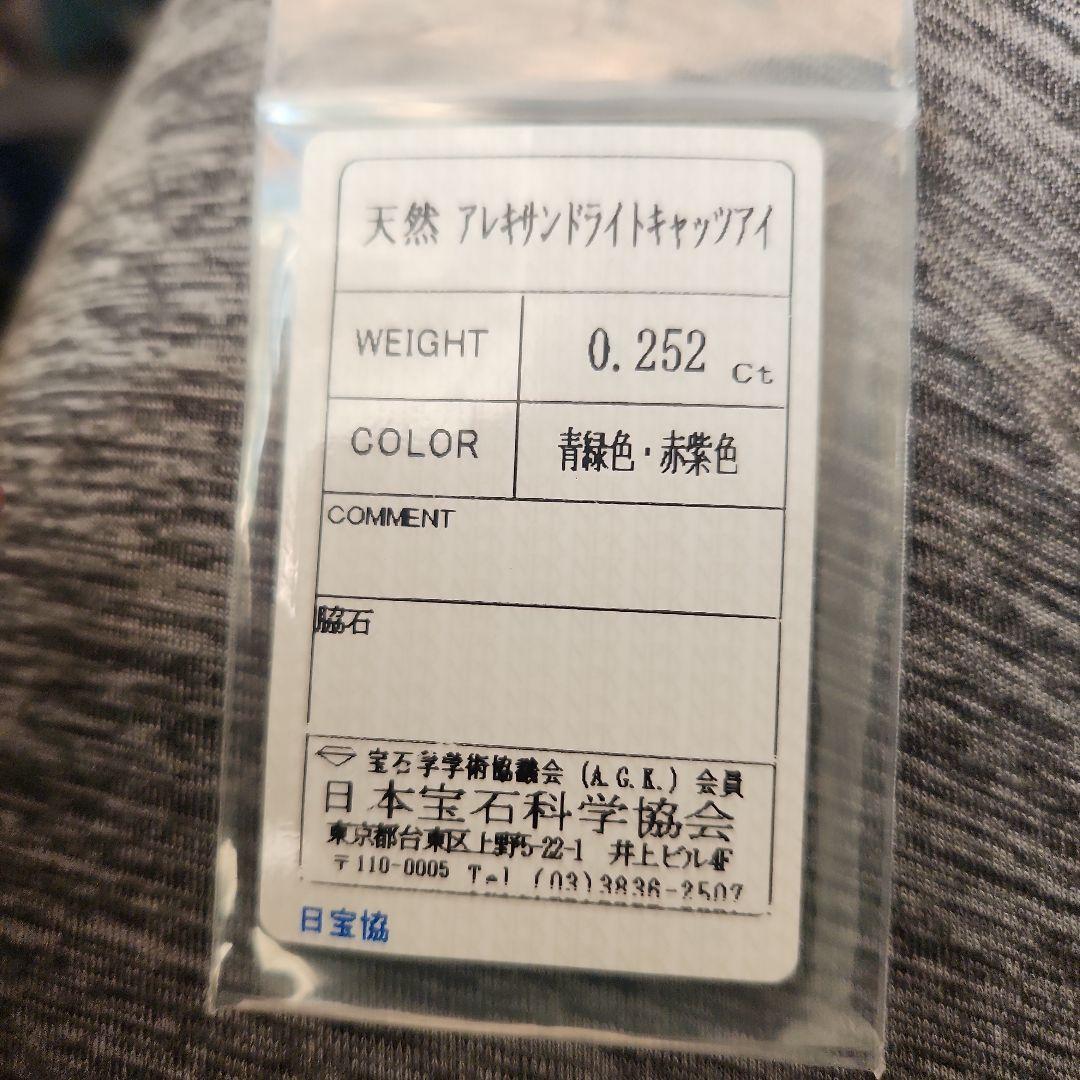 天然 アレキサンドライトキャッツアイ
WEIGHT 0.252 Ct
COLOR 青緑色・赤紫色
COMMENT
脇石
宝石学学術協議会 (A.G.K.) 会員
日本宝石科学協会
東京都台東区上野5-22-1 井上ビル4F
〒110-0005 Tel (03)3836-2507
日宝協